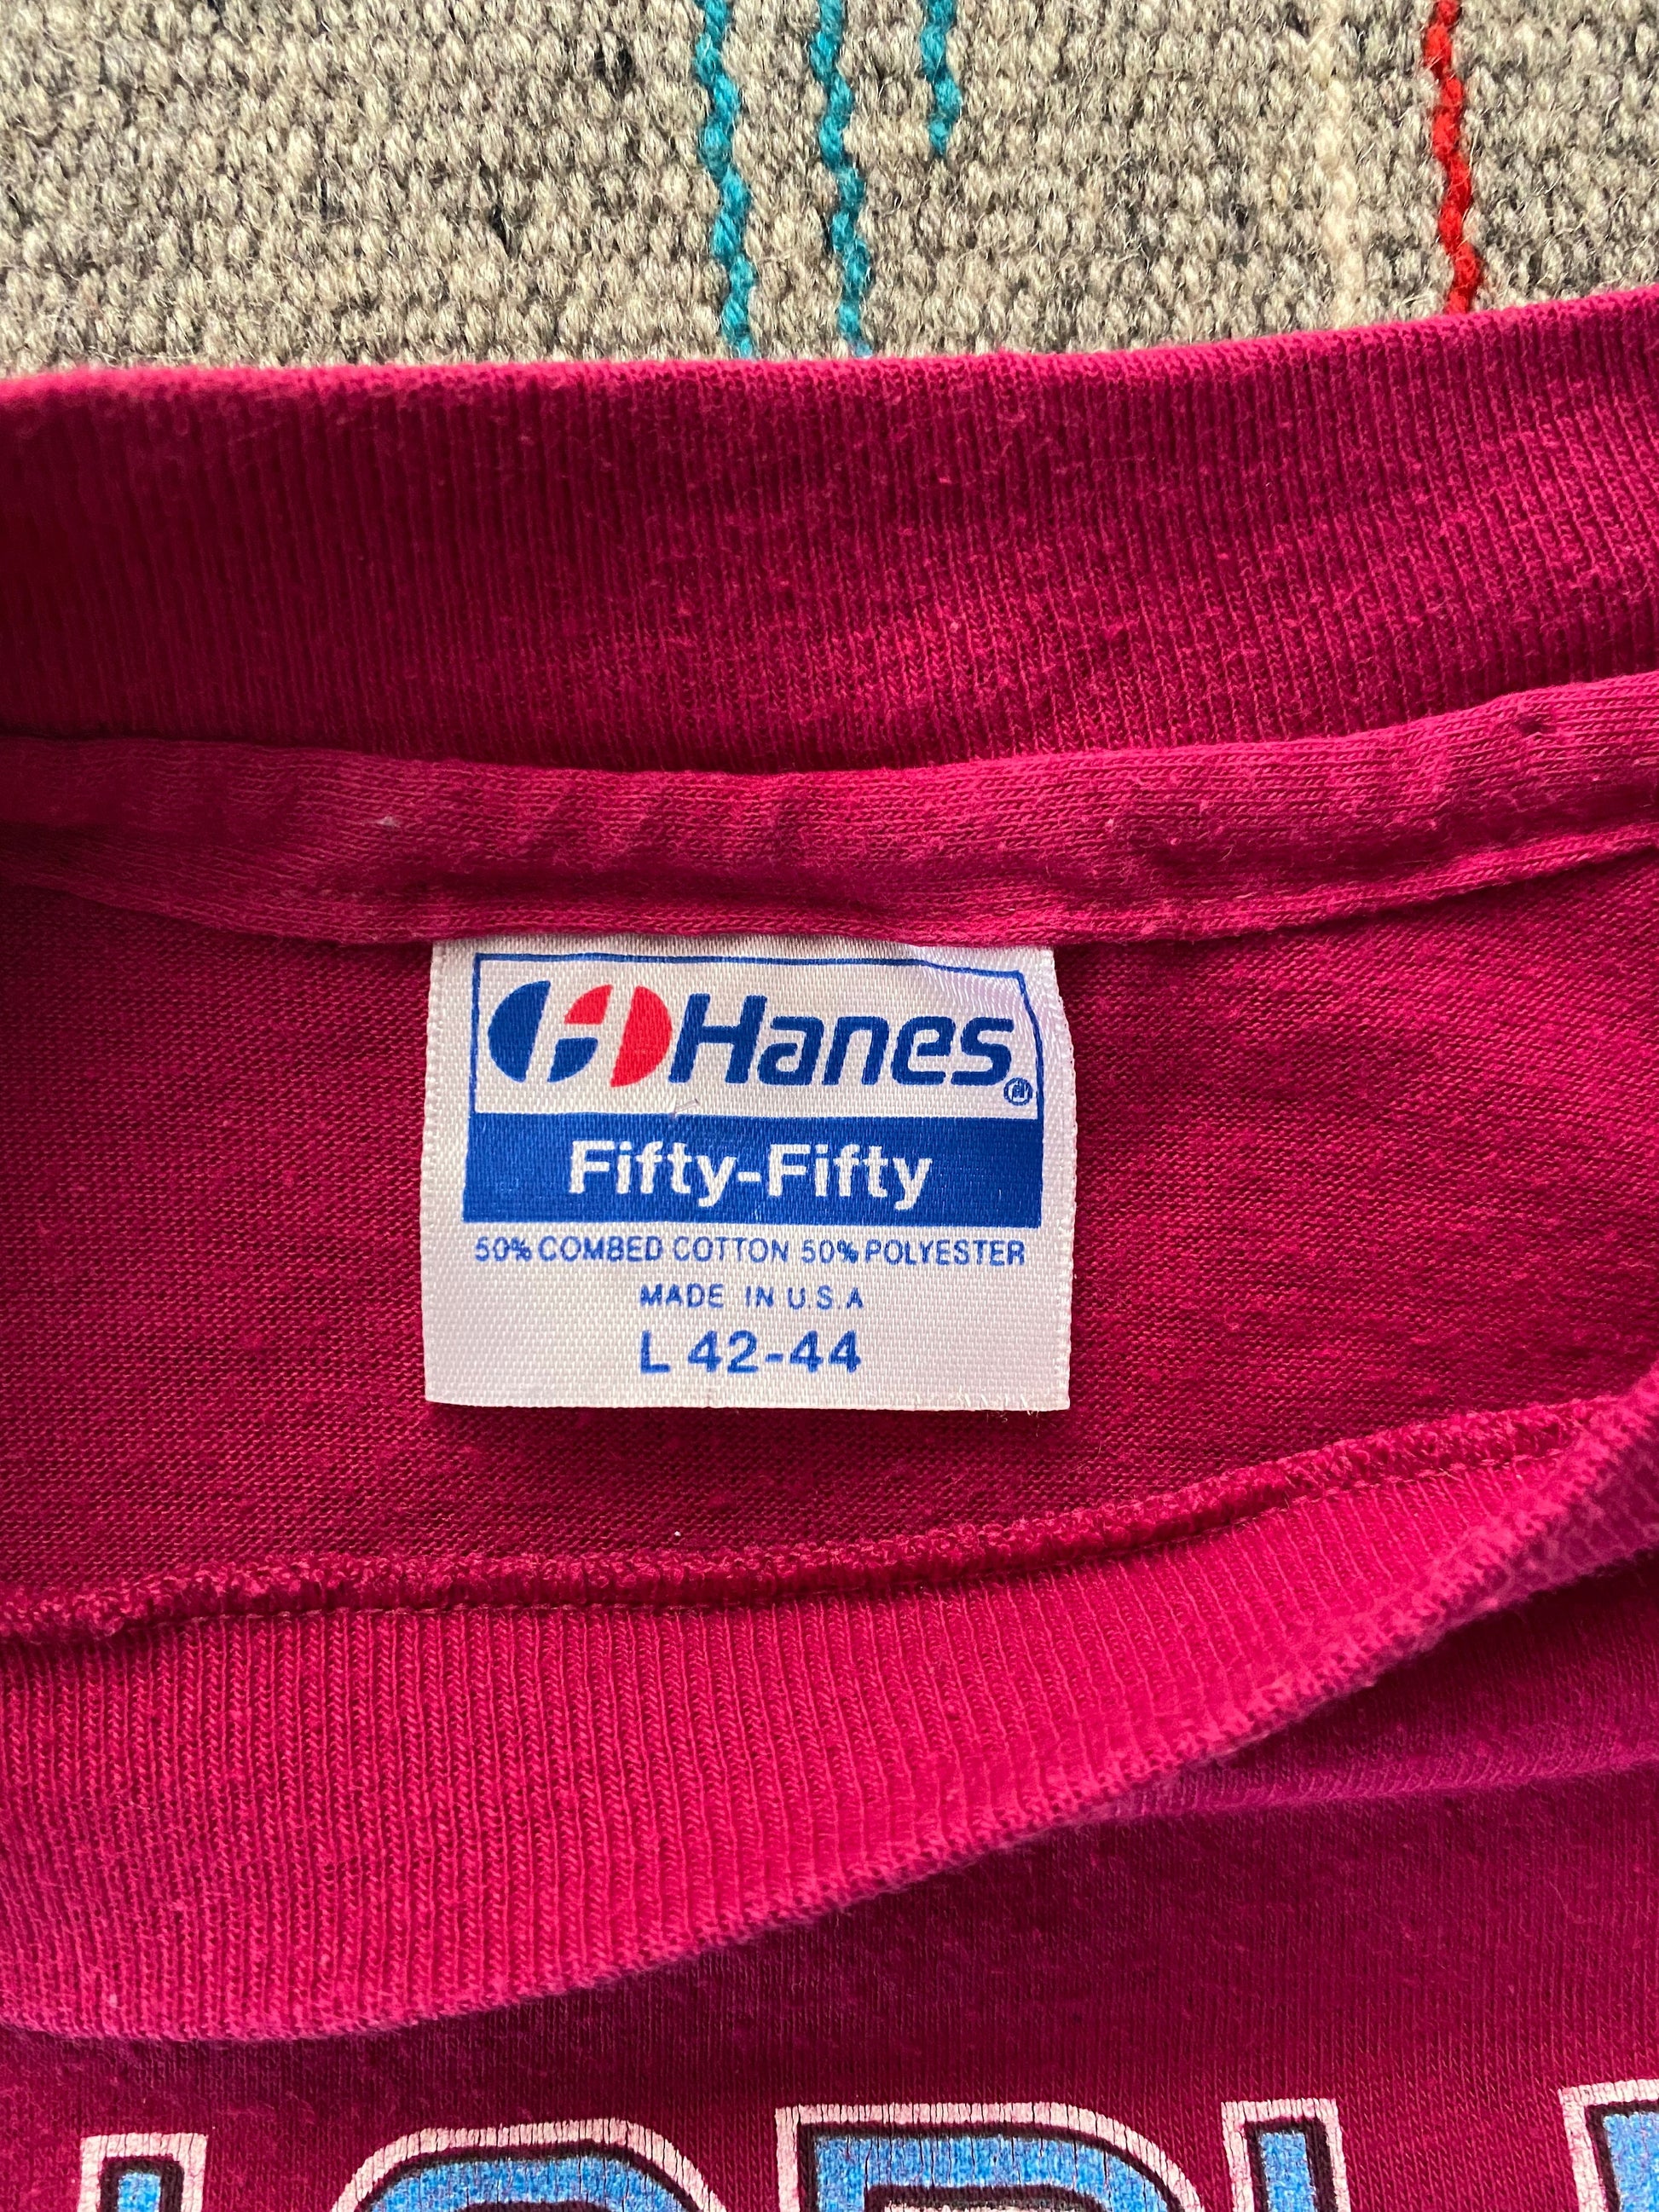 Hanes®
Fifty-Fifty
50% COMBED COTTON 50% POLYESTER
MADE IN U.S.A
L 42-44